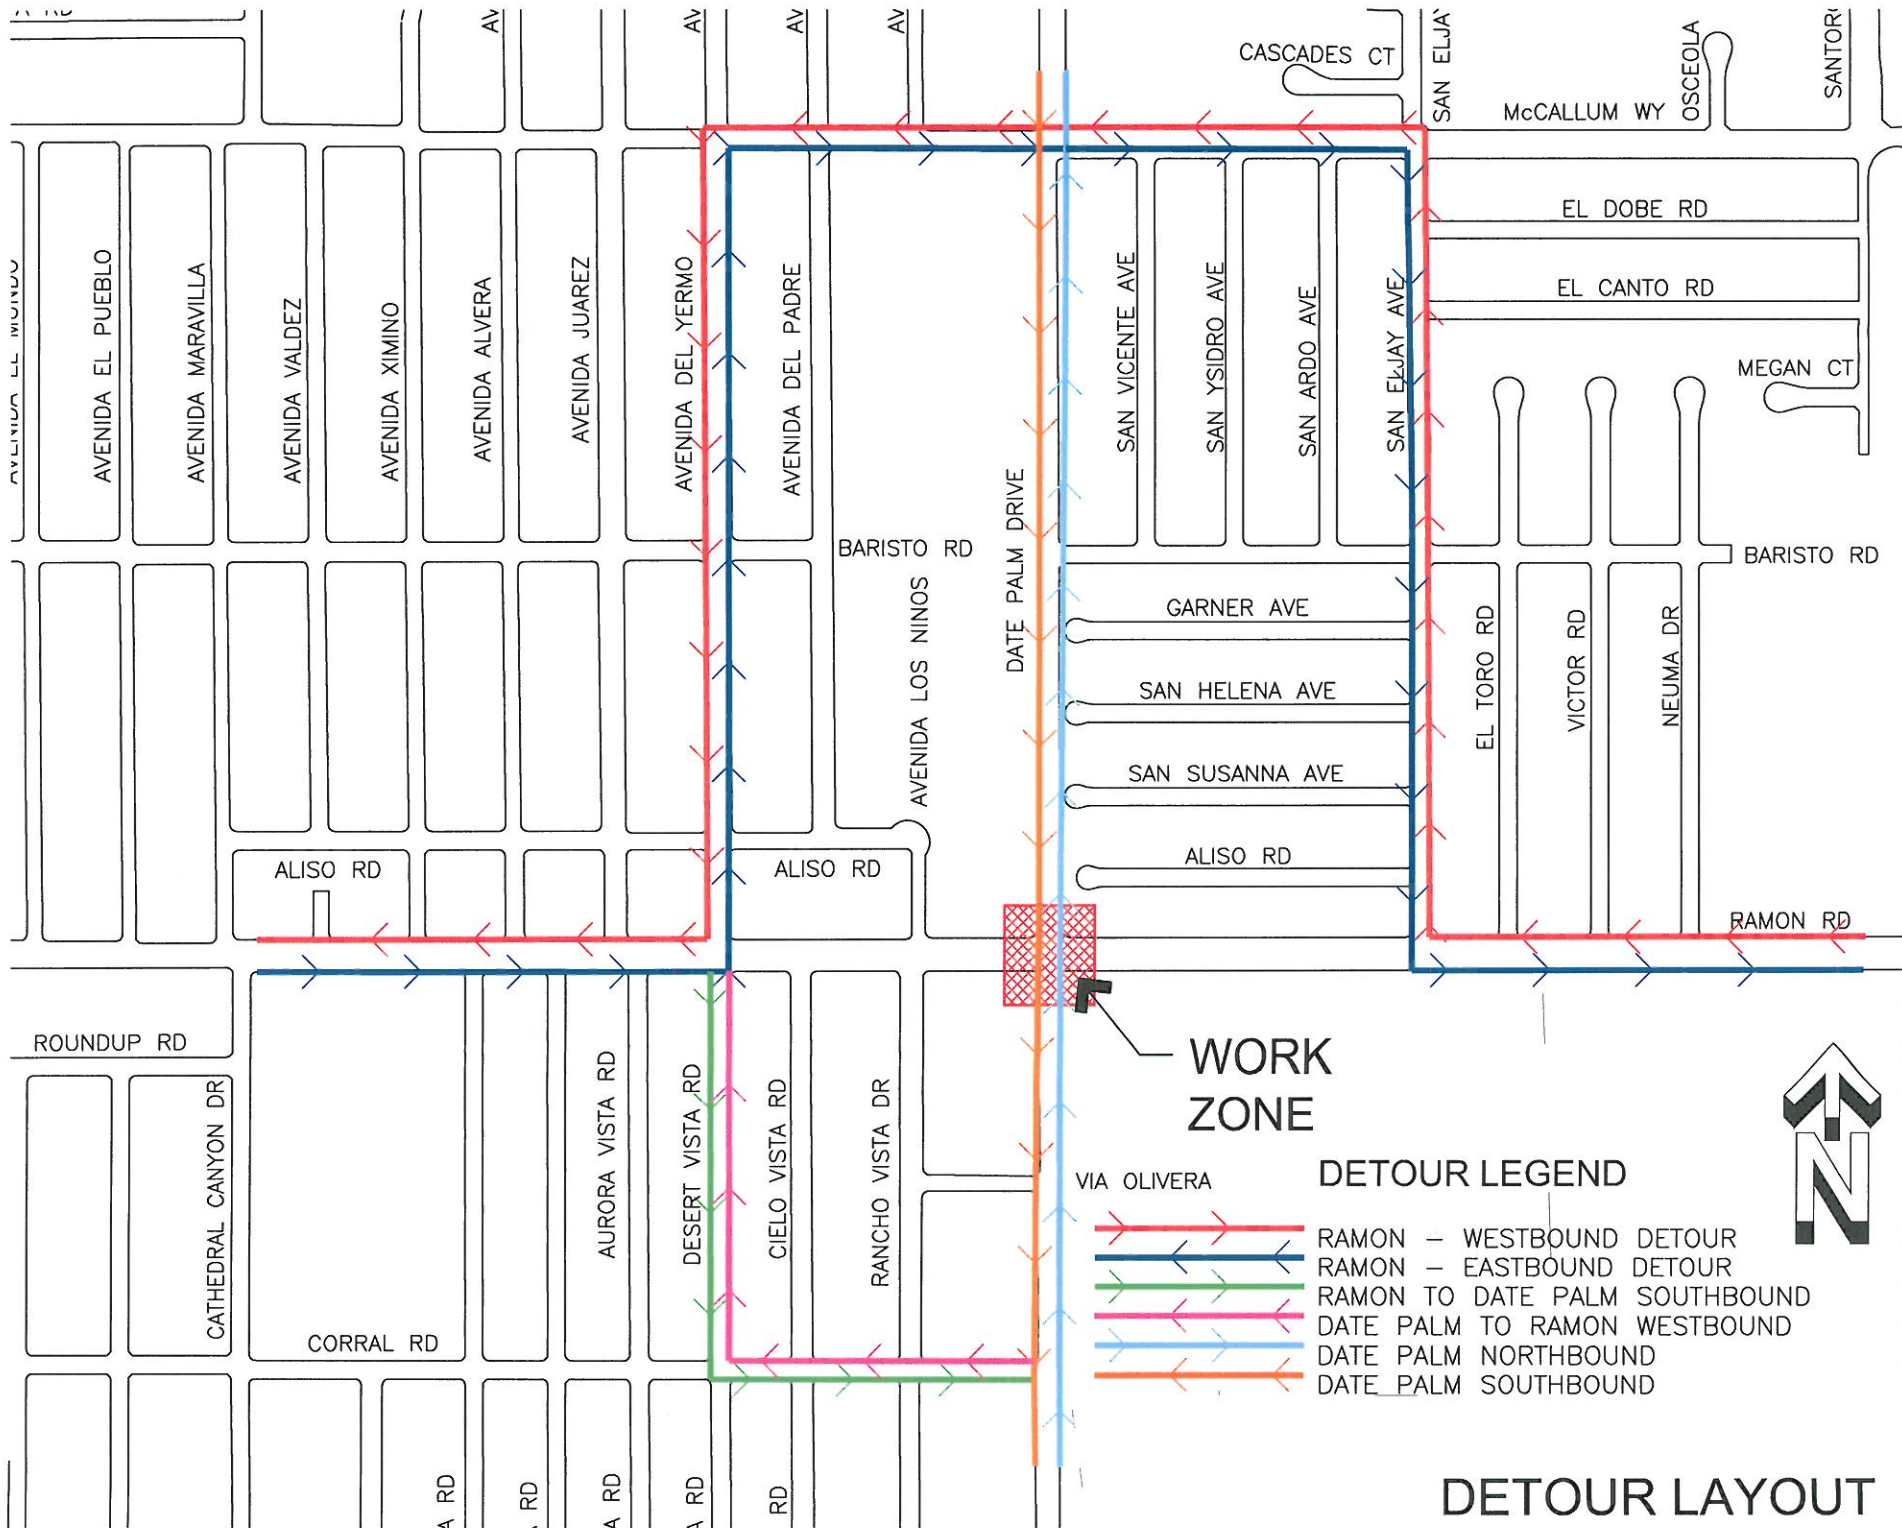 CASCADES CT
SAN ELJAY
OSCEOLA
McCALLUM WY
EL DOBE RD
EL CANTO RD
MEGAN CT
AVENIDA EL PUEBLO
AVENIDA MARAVILLA
AVENIDA VALDEZ
AVENIDA XIMINO
AVENIDA ALVERA
AVENIDA JUAREZ
AVENIDA DEL YERMO
AVENIDA DEL PADRE
SAN VICENTE AVE
SAN YSIDRO AVE
SAN ARDO AVE
SAN ELJAY AVE
BARISTO RD
DATE PALM DRIVE
BARISTO RD
AVENIDA LOS NINOS
GARNER AVE
SAN HELENA AVE
SAN SUSANNA AVE
EL TORO RD
VICTOR RD
NEUMA DR
ALISO RD
ALISO RD
ALISO RD
RAMON RD
ROUNDUP RD
CATHEDRAL CANYON DR
AURORA VISTA RD
DESERT VISTA RD
CIELO VISTA RD
RANCHO VISTA DR
WORK
ZONE
N
VIA OLIVERA
DETOUR LEGEND
RAMON – WESTBOUND DETOUR
RAMON – EASTBOUND DETOUR
RAMON TO DATE PALM SOUTHBOUND
DATE PALM TO RAMON WESTBOUND
DATE PALM NORTHBOUND
DATE PALM SOUTHBOUND
CORRAL RD
RD
RD
RD
RD
RD
DETOUR LAYOUT